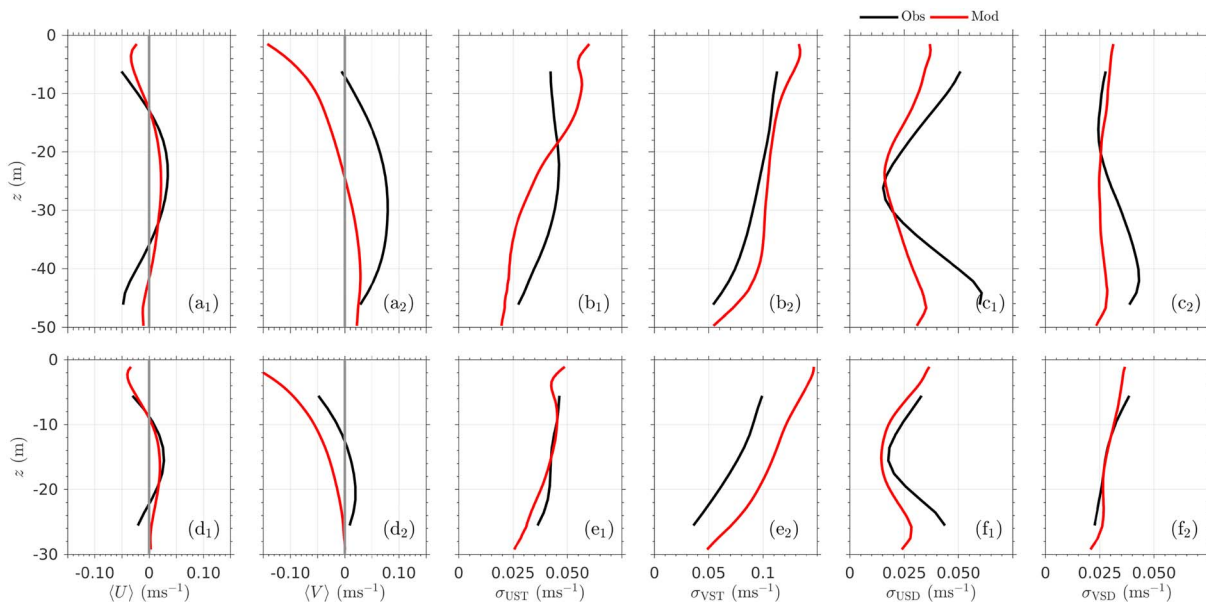 Obs Mod
0
-10
-20
-30
-40
-50
z (m)
(a₁) (a₂) (b₁) (b₂) (c₁) (c₂)
0
-10
-20
-30
z (m)
(d₁) (d₂) (e₁) (e₂) (f₁) (f₂)
-0.10 0 0.10 -0.10 0 0.10 0 0.025 0.050 0 0.05 0.1 0 0.025 0.050 0 0.025 0.050
⟨U⟩ (ms⁻¹) ⟨V⟩ (ms⁻¹) σUST (ms⁻¹) σVST (ms⁻¹) σUSD (ms⁻¹) σVSD (ms⁻¹)